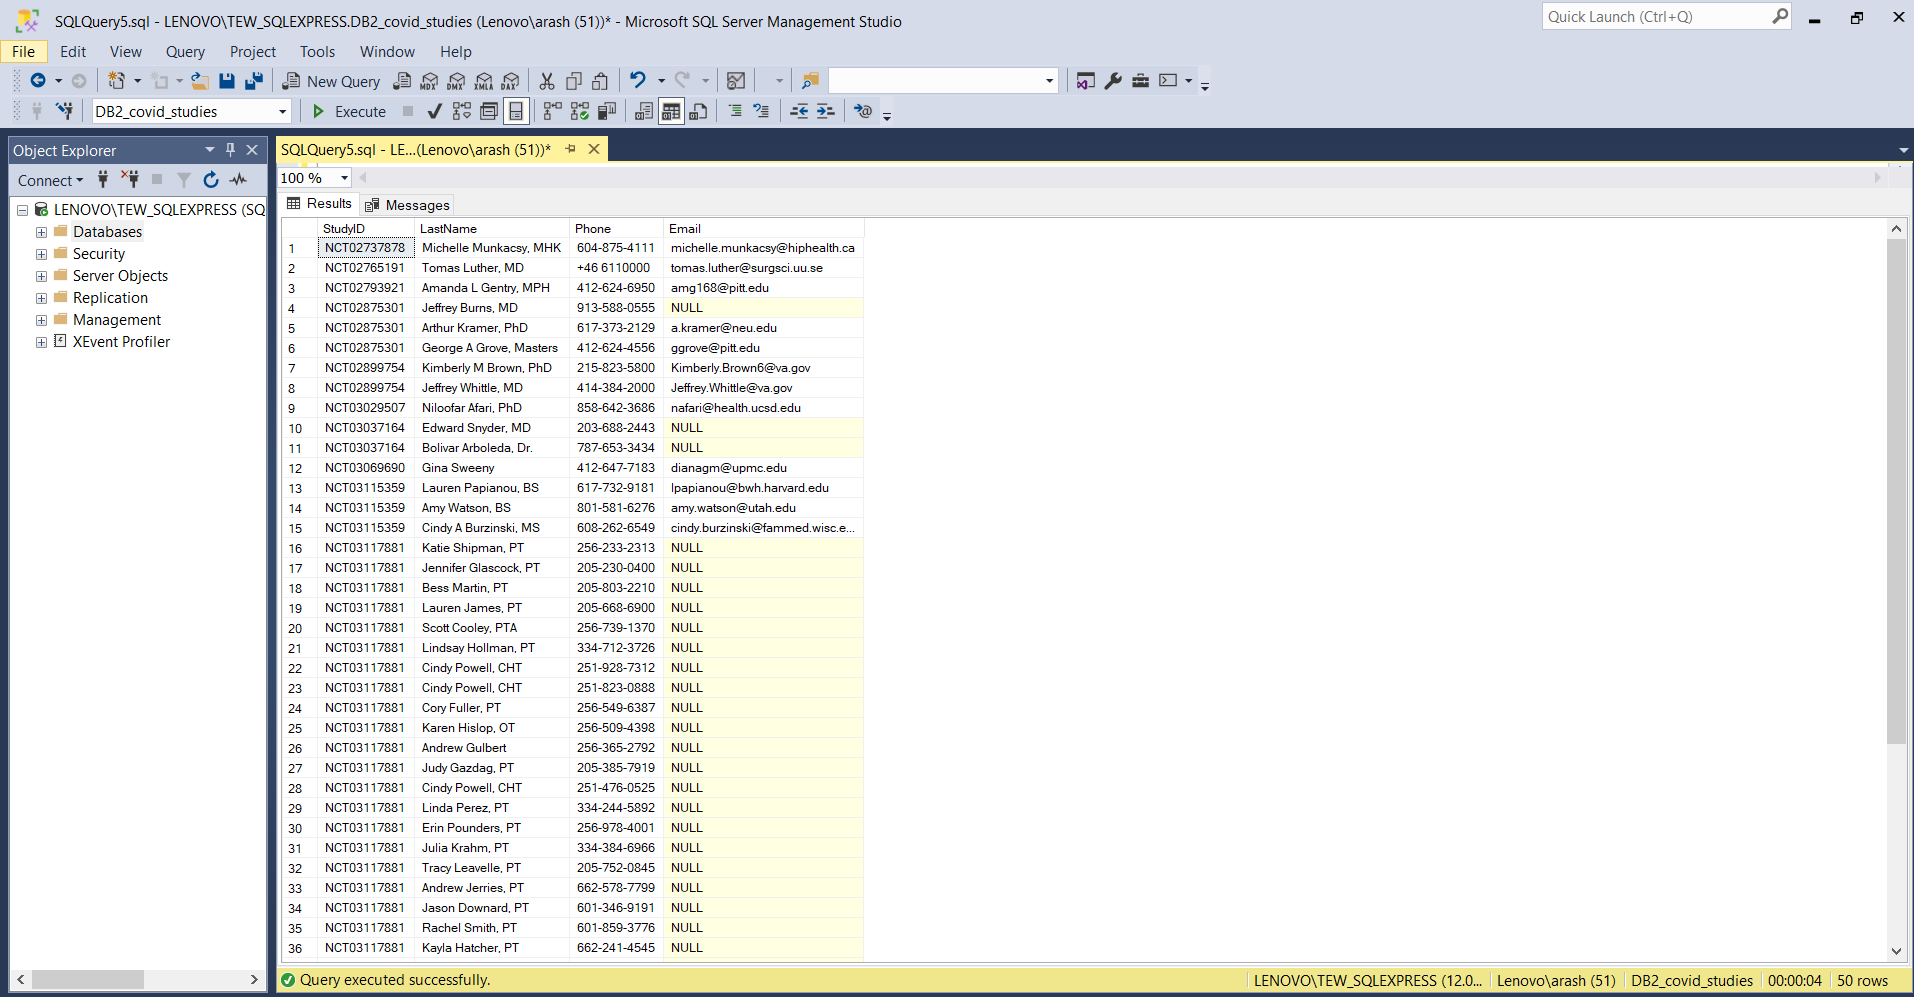 SQLQuery5.sql - LENOVO\TEW_SQLEXPRESS.DB2_covid_studies (Lenovo\arash (51))* - Microsoft SQL Server Management Studio
Quick Launch (Ctrl+Q)
File Edit View Query Project Tools Window Help
New Query MDX DMX XMLA DAX
DB2_covid_studies Execute
Object Explorer
SQLQuery5.sql - LE...(Lenovo\arash (51))*
Connect
100 %
LENOVO\TEW_SQLEXPRESS (SQ
Databases
Security
Server Objects
Replication
Management
XEvent Profiler
Results Messages
StudyID LastName Phone Email
1 NCT02737878 Michelle Munkacsy, MHK 604-875-4111 michelle.munkacsy@hiphealth.ca
2 NCT02765191 Tomas Luther, MD +46 6110000 tomas.luther@surgsci.uu.se
3 NCT02793921 Amanda L Gentry, MPH 412-624-6950 amg168@pitt.edu
4 NCT02875301 Jeffrey Burns, MD 913-588-0555 NULL
5 NCT02875301 Arthur Kramer, PhD 617-373-2129 a.kramer@neu.edu
6 NCT02875301 George A Grove, Masters 412-624-4556 ggrove@pitt.edu
7 NCT02899754 Kimberly M Brown, PhD 215-823-5800 Kimberly.Brown6@va.gov
8 NCT02899754 Jeffrey Whittle, MD 414-384-2000 Jeffrey.Whittle@va.gov
9 NCT03029507 Niloofar Afari, PhD 858-642-3686 nafari@health.ucsd.edu
10 NCT03037164 Edward Snyder, MD 203-688-2443 NULL
11 NCT03037164 Bolivar Arboleda, Dr. 787-653-3434 NULL
12 NCT03069690 Gina Sweeny 412-647-7183 dianagm@upmc.edu
13 NCT03115359 Lauren Papianou, BS 617-732-9181 lpapianou@bwh.harvard.edu
14 NCT03115359 Amy Watson, BS 801-581-6276 amy.watson@utah.edu
15 NCT03115359 Cindy A Burzinski, MS 608-262-6549 cindy.burzinski@fammed.wisc.e...
16 NCT03117881 Katie Shipman, PT 256-233-2313 NULL
17 NCT03117881 Jennifer Glascock, PT 205-230-0400 NULL
18 NCT03117881 Bess Martin, PT 205-803-2210 NULL
19 NCT03117881 Lauren James, PT 205-668-6900 NULL
20 NCT03117881 Scott Cooley, PTA 256-739-1370 NULL
21 NCT03117881 Lindsay Hollman, PT 334-712-3726 NULL
22 NCT03117881 Cindy Powell, CHT 251-928-7312 NULL
23 NCT03117881 Cindy Powell, CHT 251-823-0888 NULL
24 NCT03117881 Cory Fuller, PT 256-549-6387 NULL
25 NCT03117881 Karen Hislop, OT 256-509-4398 NULL
26 NCT03117881 Andrew Gulbert 256-365-2792 NULL
27 NCT03117881 Judy Gazdag, PT 205-385-7919 NULL
28 NCT03117881 Cindy Powell, CHT 251-476-0525 NULL
29 NCT03117881 Linda Perez, PT 334-244-5892 NULL
30 NCT03117881 Erin Pounders, PT 256-978-4001 NULL
31 NCT03117881 Julia Krahm, PT 334-384-6966 NULL
32 NCT03117881 Tracy Leavelle, PT 205-752-0845 NULL
33 NCT03117881 Andrew Jerries, PT 662-578-7799 NULL
34 NCT03117881 Jason Downard, PT 601-346-9191 NULL
35 NCT03117881 Rachel Smith, PT 601-859-3776 NULL
36 NCT03117881 Kayla Hatcher, PT 662-241-4545 NULL
Query executed successfully. LENOVO\TEW_SQLEXPRESS (12.0... Lenovo\arash (51) DB2_covid_studies 00:00:04 50 rows